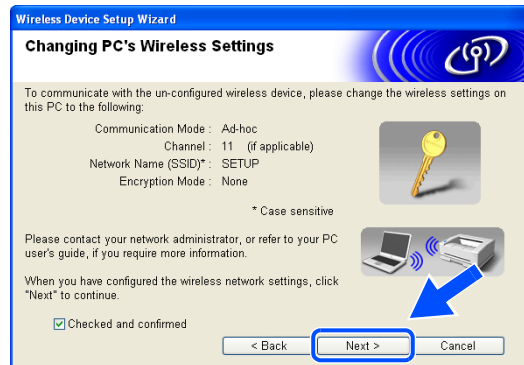 Wireless Device Setup Wizard
Changing PC's Wireless Settings
To communicate with the un-configured wireless device, please change the wireless settings on
this PC to the following:
Communication Mode : Ad-hoc
Channel : 11 (if applicable)
Network Name (SSID)* : SETUP
Encryption Mode : None
* Case sensitive
Please contact your network administrator, or refer to your PC
user's guide, if you require more information.
When you have configured the wireless network settings, click
"Next" to continue.
Checked and confirmed
< Back Next > Cancel